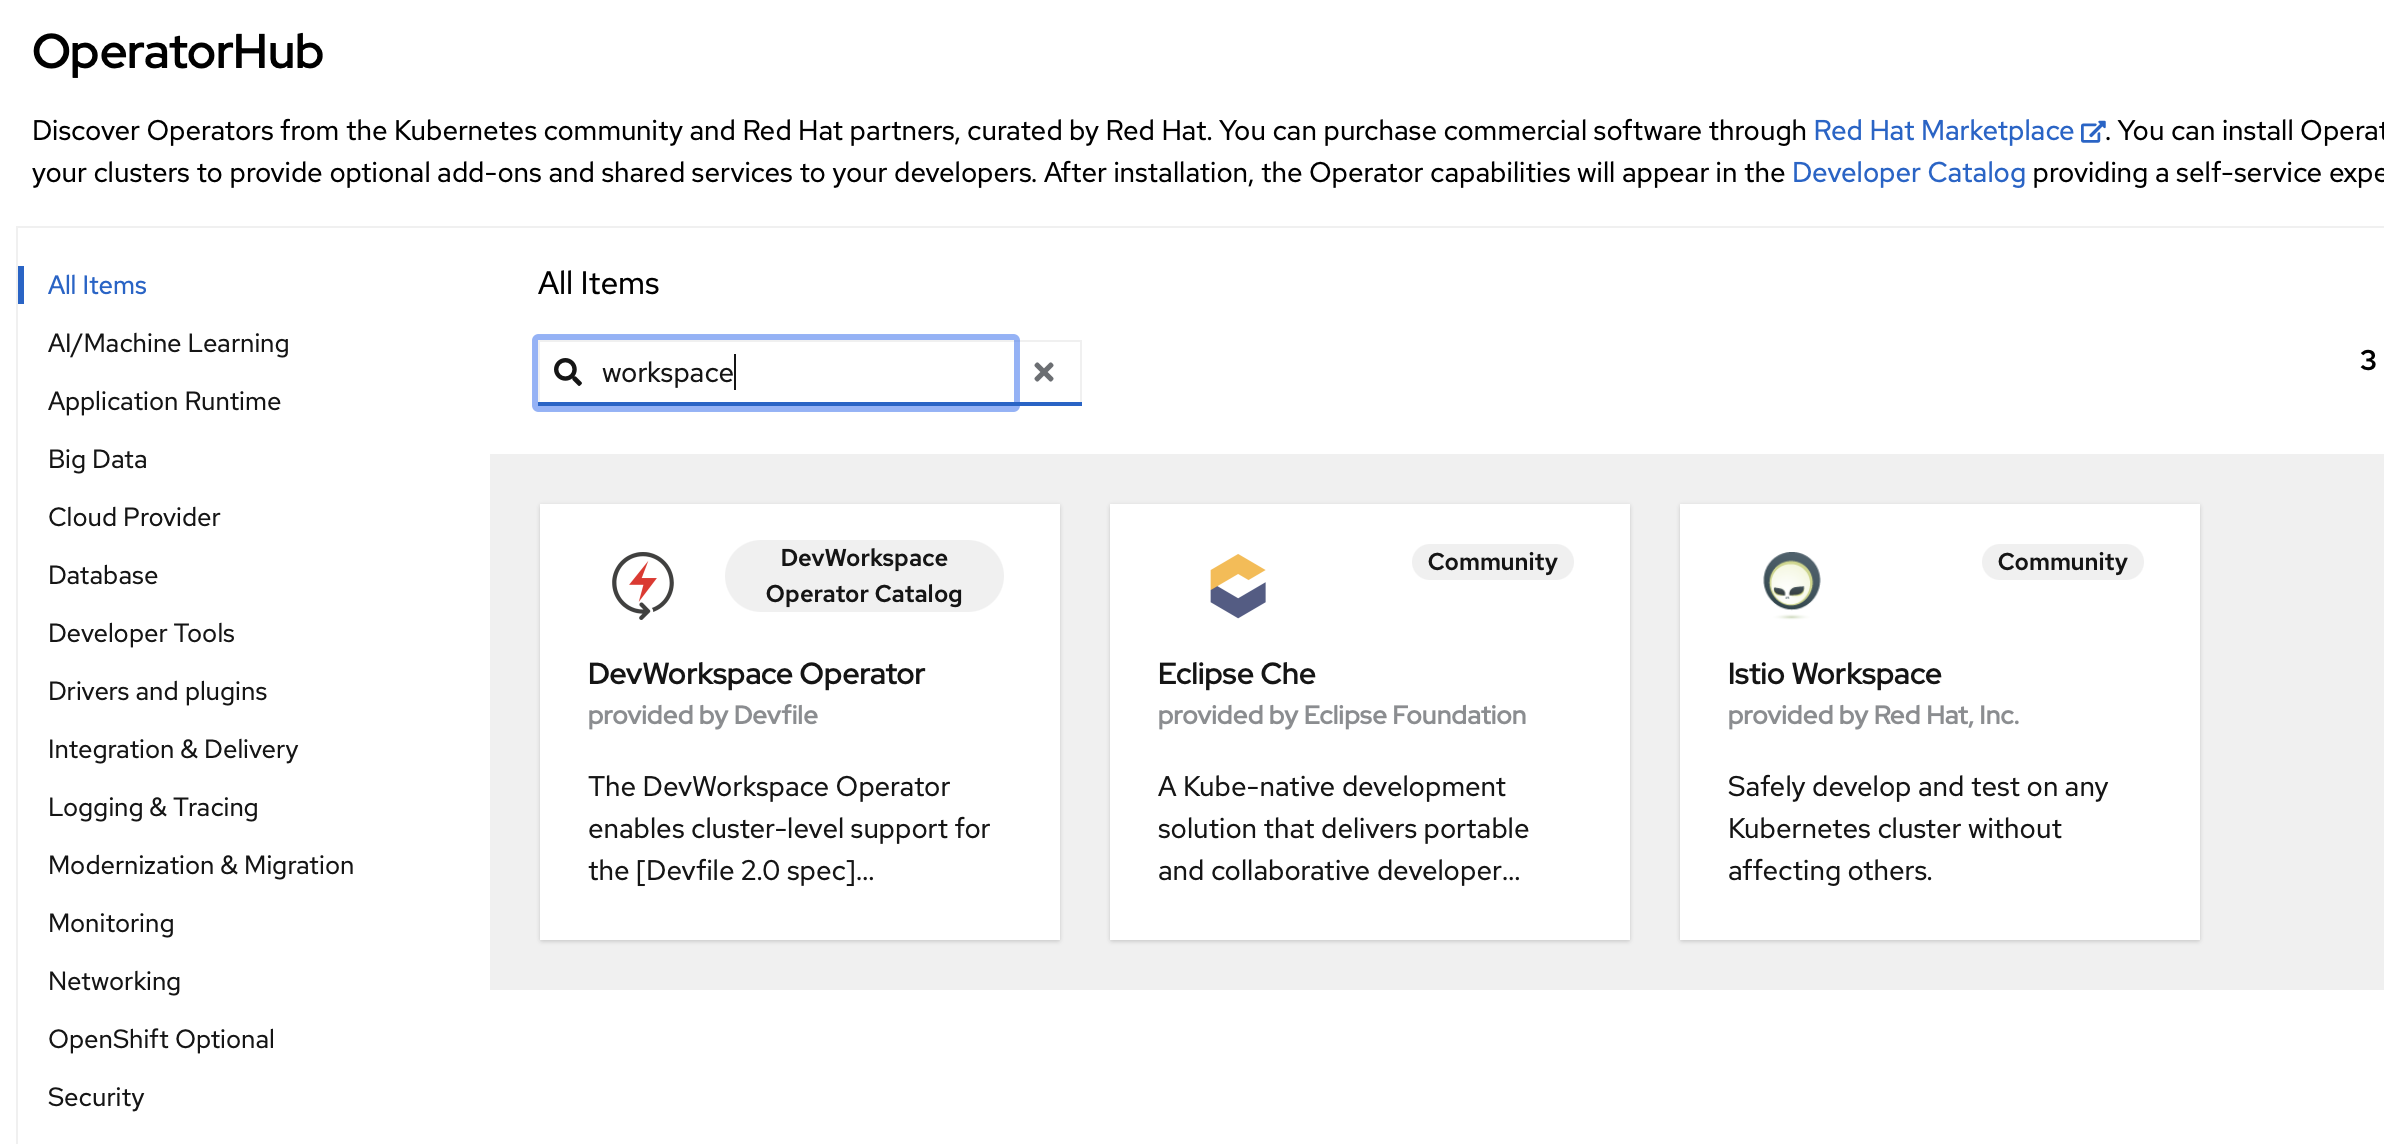 OperatorHub
Discover Operators from the Kubernetes community and Red Hat partners, curated by Red Hat. You can purchase commercial software through Red Hat Marketplace. You can install Operat
your clusters to provide optional add-ons and shared services to your developers. After installation, the Operator capabilities will appear in the Developer Catalog providing a self-service expe
All Items
AI/Machine Learning
Application Runtime
Big Data
Cloud Provider
Database
Developer Tools
Drivers and plugins
Integration & Delivery
Logging & Tracing
Modernization & Migration
Monitoring
Networking
OpenShift Optional
Security
All Items
workspace
3
DevWorkspace
Operator Catalog
DevWorkspace Operator
provided by Devfile
The DevWorkspace Operator
enables cluster-level support for
the [Devfile 2.0 spec]...
Community
Eclipse Che
provided by Eclipse Foundation
A Kube-native development
solution that delivers portable
and collaborative developer...
Community
Istio Workspace
provided by Red Hat, Inc.
Safely develop and test on any
Kubernetes cluster without
affecting others.